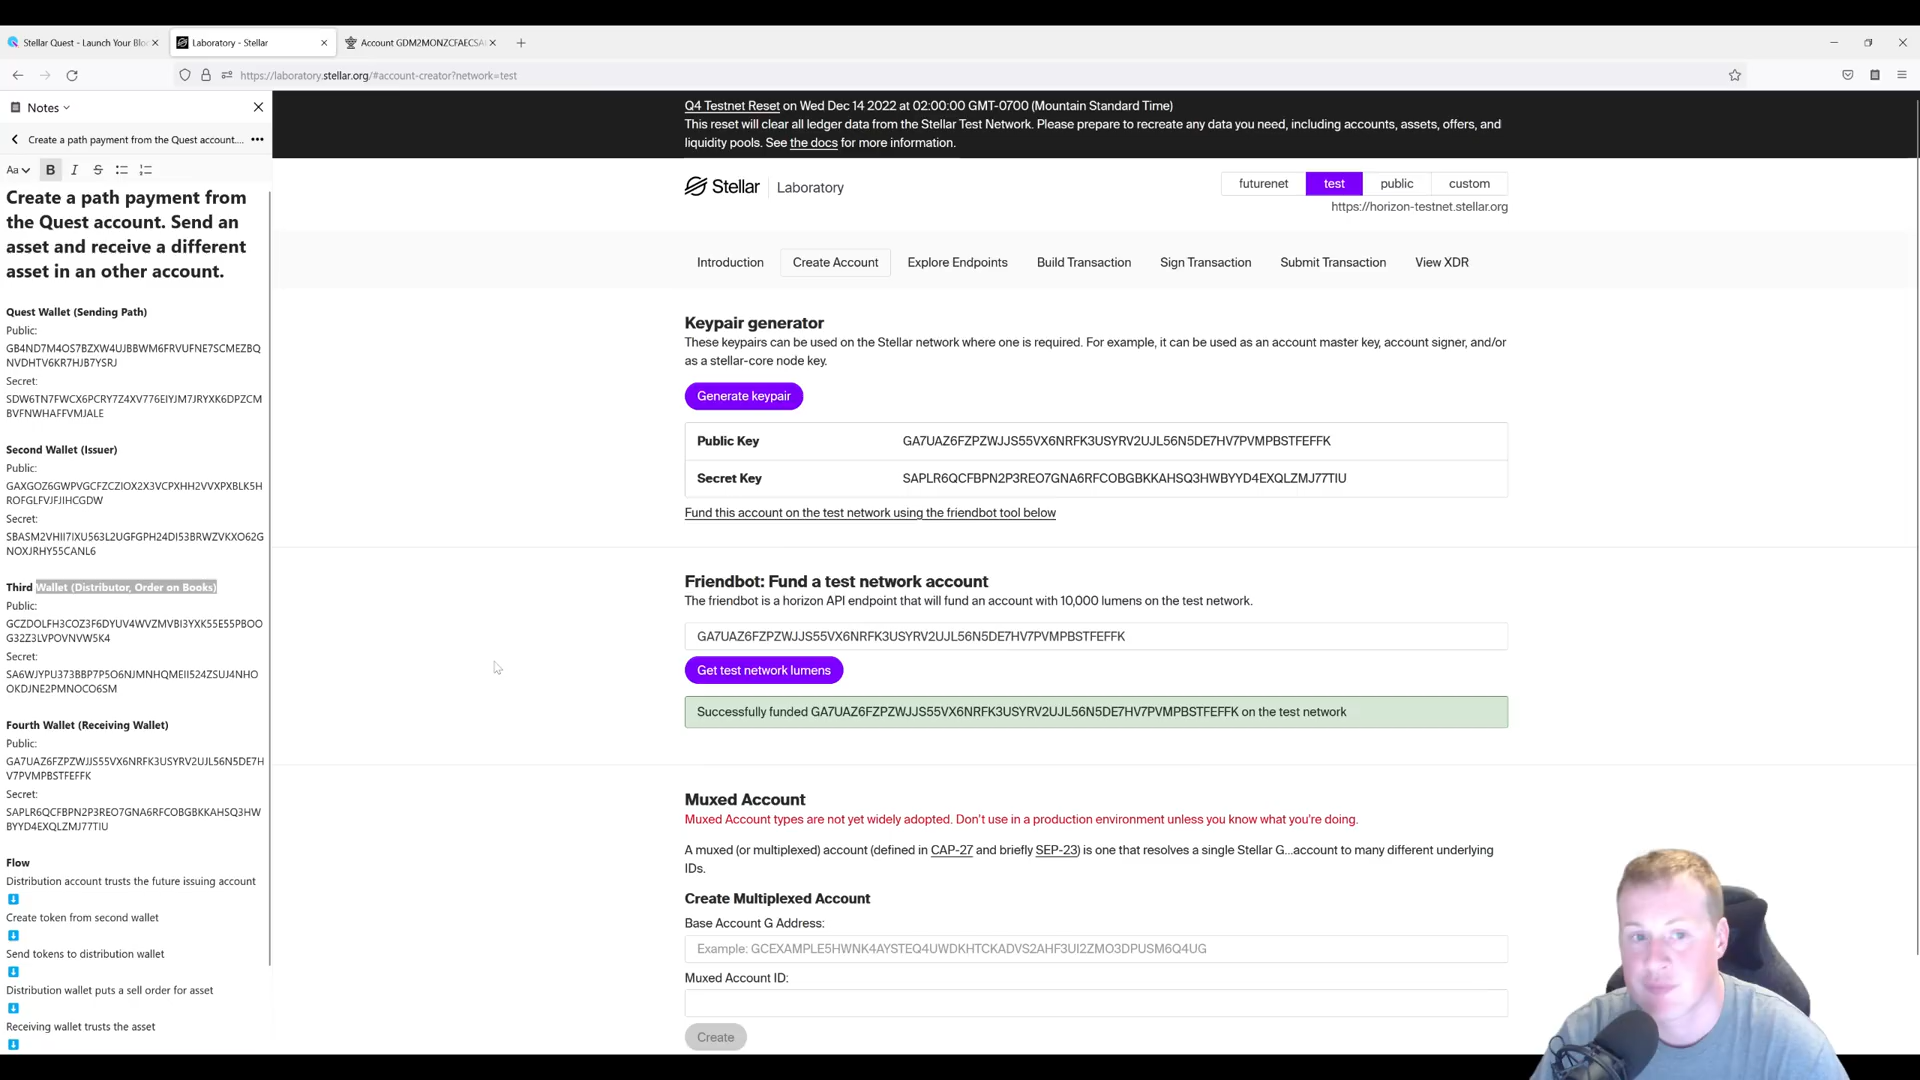 Stellar Quest - Launch Your Bloc
Laboratory - Stellar
Account GDM2MONZCFAECSA
https://laboratory.stellar.org/#account-creator?network=test
Notes
Create a path payment from the Quest account....
Aa
B
I
S
Create a path payment from
the Quest account. Send an
asset and receive a different
asset in an other account.
Quest Wallet (Sending Path)
Public:
GB4ND7M4OS7BZXW4UJBBWM6FRVUFNE7SCMEZBQ
NVDHTV6KR7HJB7YSRJ
Secret:
SDW6TN7FWCX6PCRY7Z4XV776EIYJM7JRYXK6DPZCM
BVFNWHAFFVMJALE
Second Wallet (Issuer)
Public:
GAXGOZ6GWPVGCFZCZIOX2X3VCPXHH2VVXPXBLK5H
ROFGLFVJFJIHCGDW
Secret:
SBASM2VHII7IXU563L2UGFGPH24DI53BRWZVKXO62G
NOXJRHY55CANL6
Third Wallet (Distributor, Order on Books)
Public:
GCZDOLFH3COZ3F6DYUV4WVZMVBI3YXK55E55PBOO
G32Z3LVPOVNVW5K4
Secret:
SA6WJYPU373BBP7P5O6NJMNHQMEII524ZSUJ4NHO
OKDJNE2PMNOCO6SM
Fourth Wallet (Receiving Wallet)
Public:
GA7UAZ6FZPZWJJS55VX6NRFK3USYRV2UJL56N5DE7H
V7PVMPBSTFEFFK
Secret:
SAPLR6QCFBPN2P3REO7GNA6RFCOBGBKKAHSQ3HW
BYYD4EXQLZMJ77TIU
Flow
Distribution account trusts the future issuing account
Create token from second wallet
Send tokens to distribution wallet
Distribution wallet puts a sell order for asset
Receiving wallet trusts the asset
Q4 Testnet Reset on Wed Dec 14 2022 at 02:00:00 GMT-0700 (Mountain Standard Time)
This reset will clear all ledger data from the Stellar Test Network. Please prepare to recreate any data you need, including accounts, assets, offers, and
liquidity pools. See the docs for more information.
Stellar Laboratory
futurenet test public custom
https://horizon-testnet.stellar.org
Introduction Create Account Explore Endpoints Build Transaction Sign Transaction Submit Transaction View XDR
Keypair generator
These keypairs can be used on the Stellar network where one is required. For example, it can be used as an account master key, account signer, and/or
as a stellar-core node key.
Generate keypair
Public Key GA7UAZ6FZPZWJJS55VX6NRFK3USYRV2UJL56N5DE7HV7PVMPBSTFEFFK
Secret Key SAPLR6QCFBPN2P3REO7GNA6RFCOBGBKKAHSQ3HWBYYD4EXQLZMJ77TIU
Fund this account on the test network using the friendbot tool below
Friendbot: Fund a test network account
The friendbot is a horizon API endpoint that will fund an account with 10,000 lumens on the test network.
GA7UAZ6FZPZWJJS55VX6NRFK3USYRV2UJL56N5DE7HV7PVMPBSTFEFFK
Get test network lumens
Successfully funded GA7UAZ6FZPZWJJS55VX6NRFK3USYRV2UJL56N5DE7HV7PVMPBSTFEFFK on the test network
Muxed Account
Muxed Account types are not yet widely adopted. Don't use in a production environment unless you know what you're doing.
A muxed (or multiplexed) account (defined in CAP-27 and briefly SEP-23) is one that resolves a single Stellar G...account to many different underlying
IDs.
Create Multiplexed Account
Base Account G Address:
Example: GCEXAMPLE5HWNK4AYSTEQ4UWDKHTCKADVS2AHF3UI2ZMO3DPUSM6Q4UG
Muxed Account ID:
Create